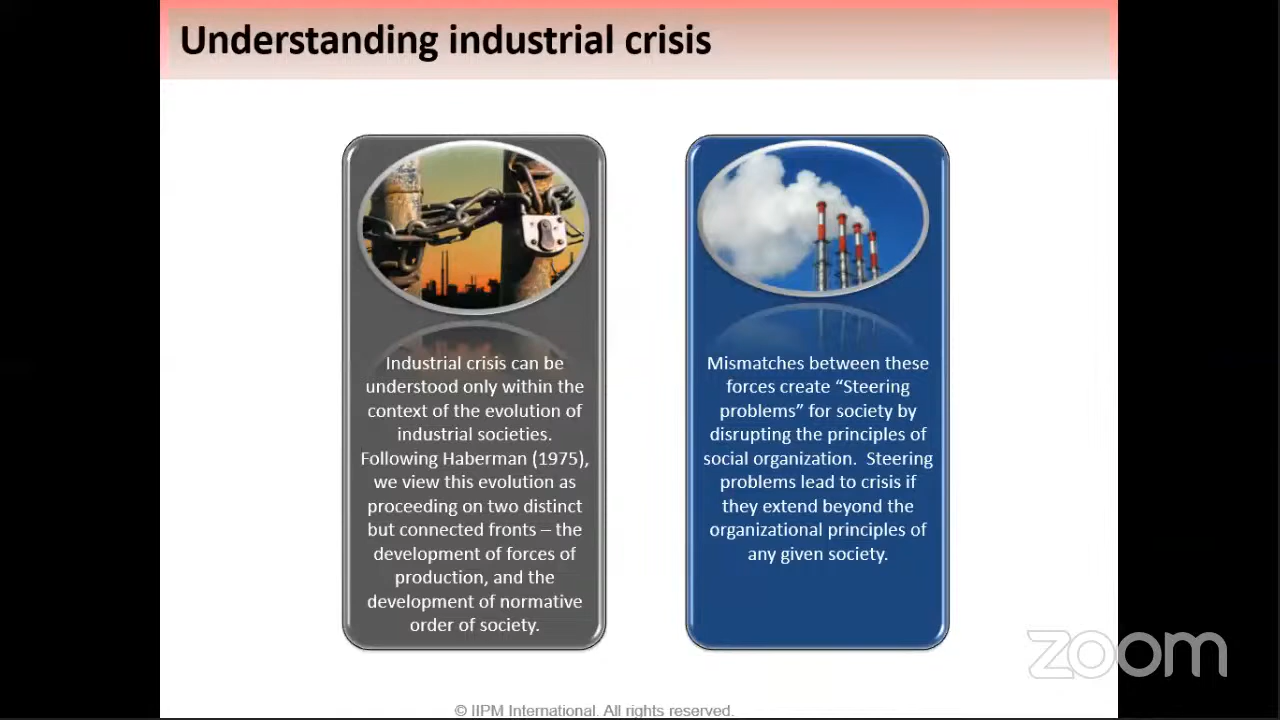 Understanding industrial crisis
Industrial crisis can be
understood only within the
context of the evolution of
industrial societies.
Following Haberman (1975),
we view this evolution as
proceeding on two distinct
but connected fronts – the
development of forces of
production, and the
development of normative
order of society.
Mismatches between these
forces create “Steering
problems” for society by
disrupting the principles of
social organization.  Steering
problems lead to crisis if
they extend beyond the
organizational principles of
any given society.
zoom
© IIPM International. All rights reserved.